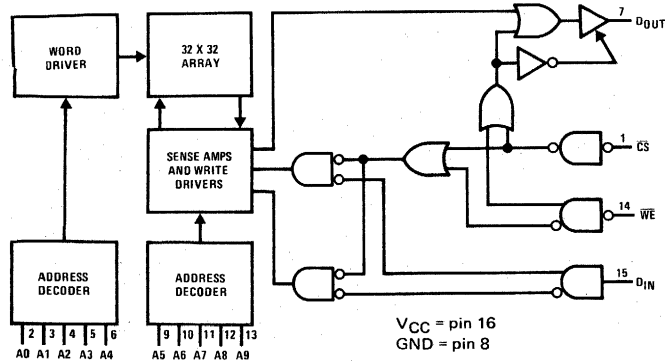 WORD
DRIVER
32 X 32
ARRAY
7
DOUT
SENSE AMPS
AND WRITE
DRIVERS
1
CS
14
WE
15
DIN
ADDRESS
DECODER
ADDRESS
DECODER
2 3 4 5 6
A0 A1 A2 A3 A4
9 10 11 12 13
A5 A6 A7 A8 A9
VCC = pin 16
GND = pin 8